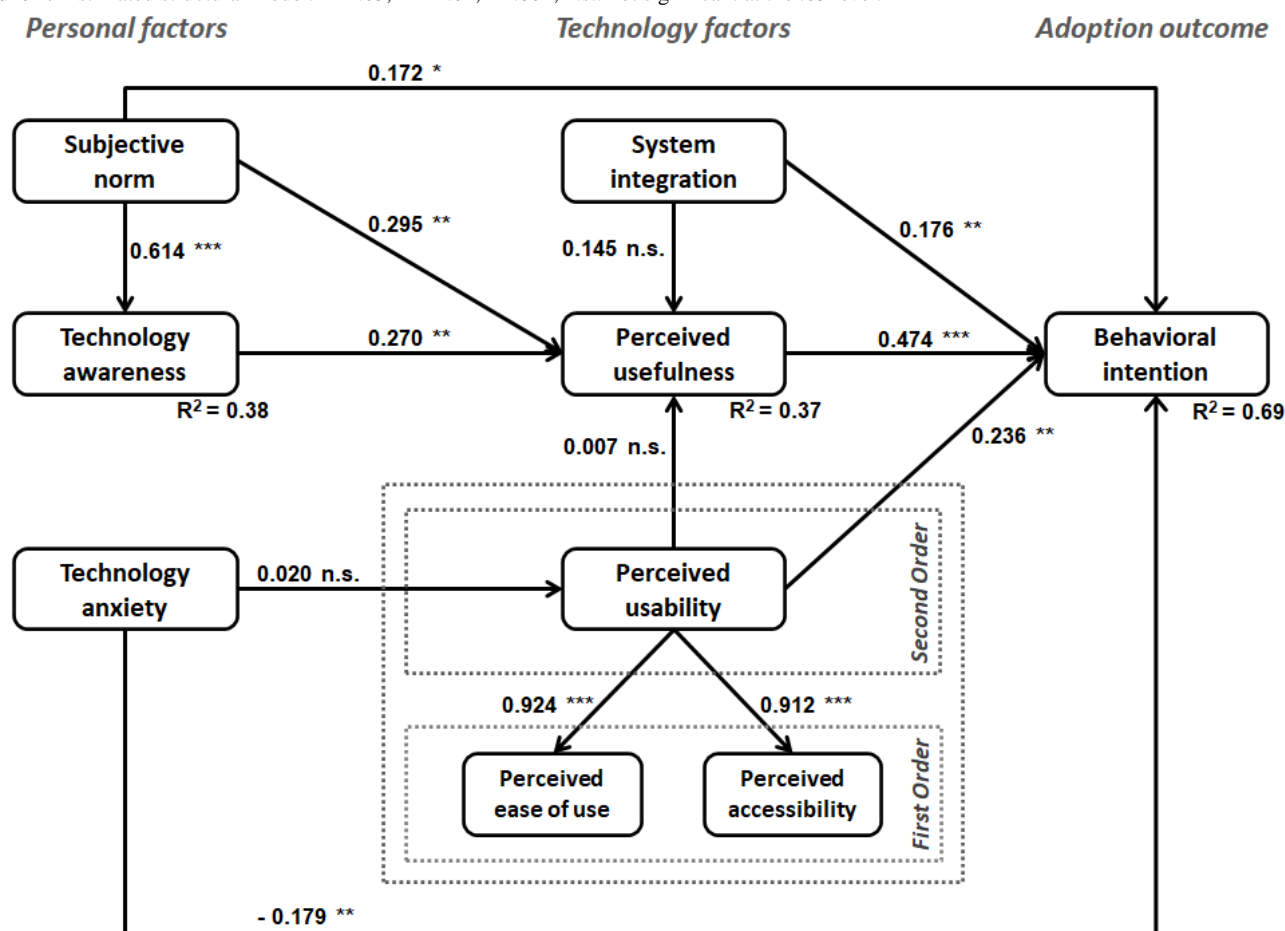 Personal factors
Technology factors
Adoption outcome
0.172 *
Subjective
norm
System
integration
0.295 **
0.176 **
0.614 ***
0.145 n.s.
Technology
awareness
0.270 **
Perceived
usefulness
0.474 ***
Behavioral
intention
R² = 0.38
R² = 0.37
R² = 0.69
0.007 n.s.
0.236 **
Technology
anxiety
0.020 n.s.
Perceived
usability
Second Order
0.924 ***
0.912 ***
Perceived
ease of use
Perceived
accessibility
First Order
- 0.179 **